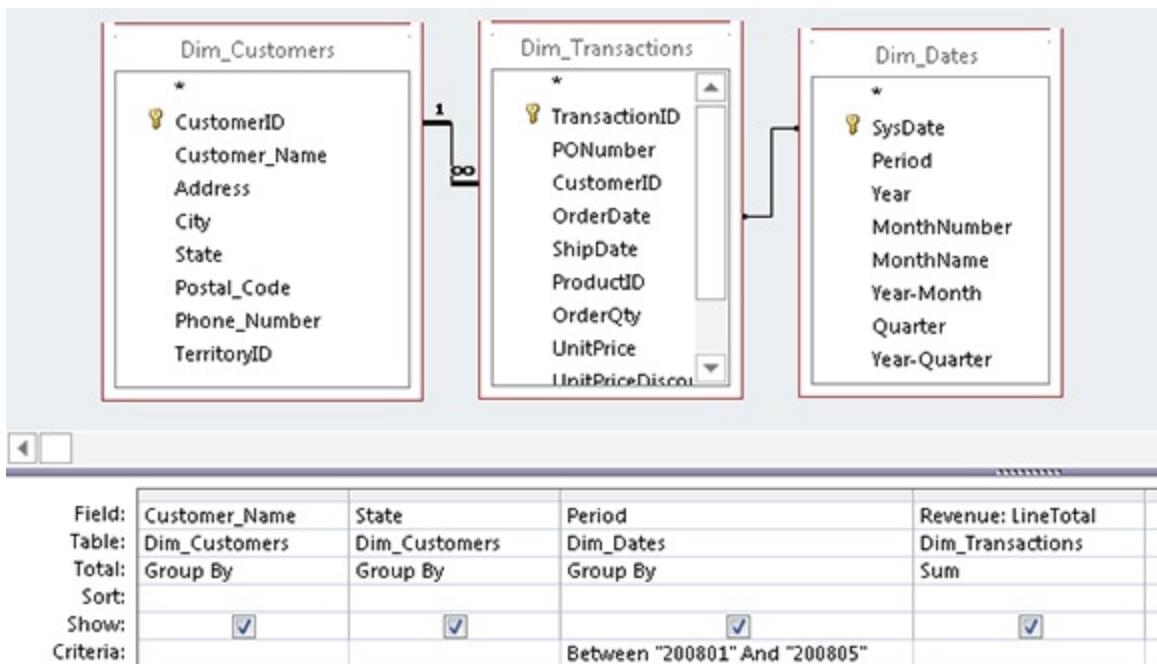 Dim_Customers
*
CustomerID
Customer_Name
Address
City
State
Postal_Code
Phone_Number
TerritoryID
1
∞
Dim_Transactions
*
TransactionID
PONumber
CustomerID
OrderDate
ShipDate
ProductID
OrderQty
UnitPrice
UnitPriceDiscou
Dim_Dates
*
SysDate
Period
Year
MonthNumber
MonthName
Year-Month
Quarter
Year-Quarter
Field: Customer_Name State Period Revenue: LineTotal
Table: Dim_Customers Dim_Customers Dim_Dates Dim_Transactions
Total: Group By Group By Group By Sum
Sort:
Show:
Criteria: Between "200801" And "200805"